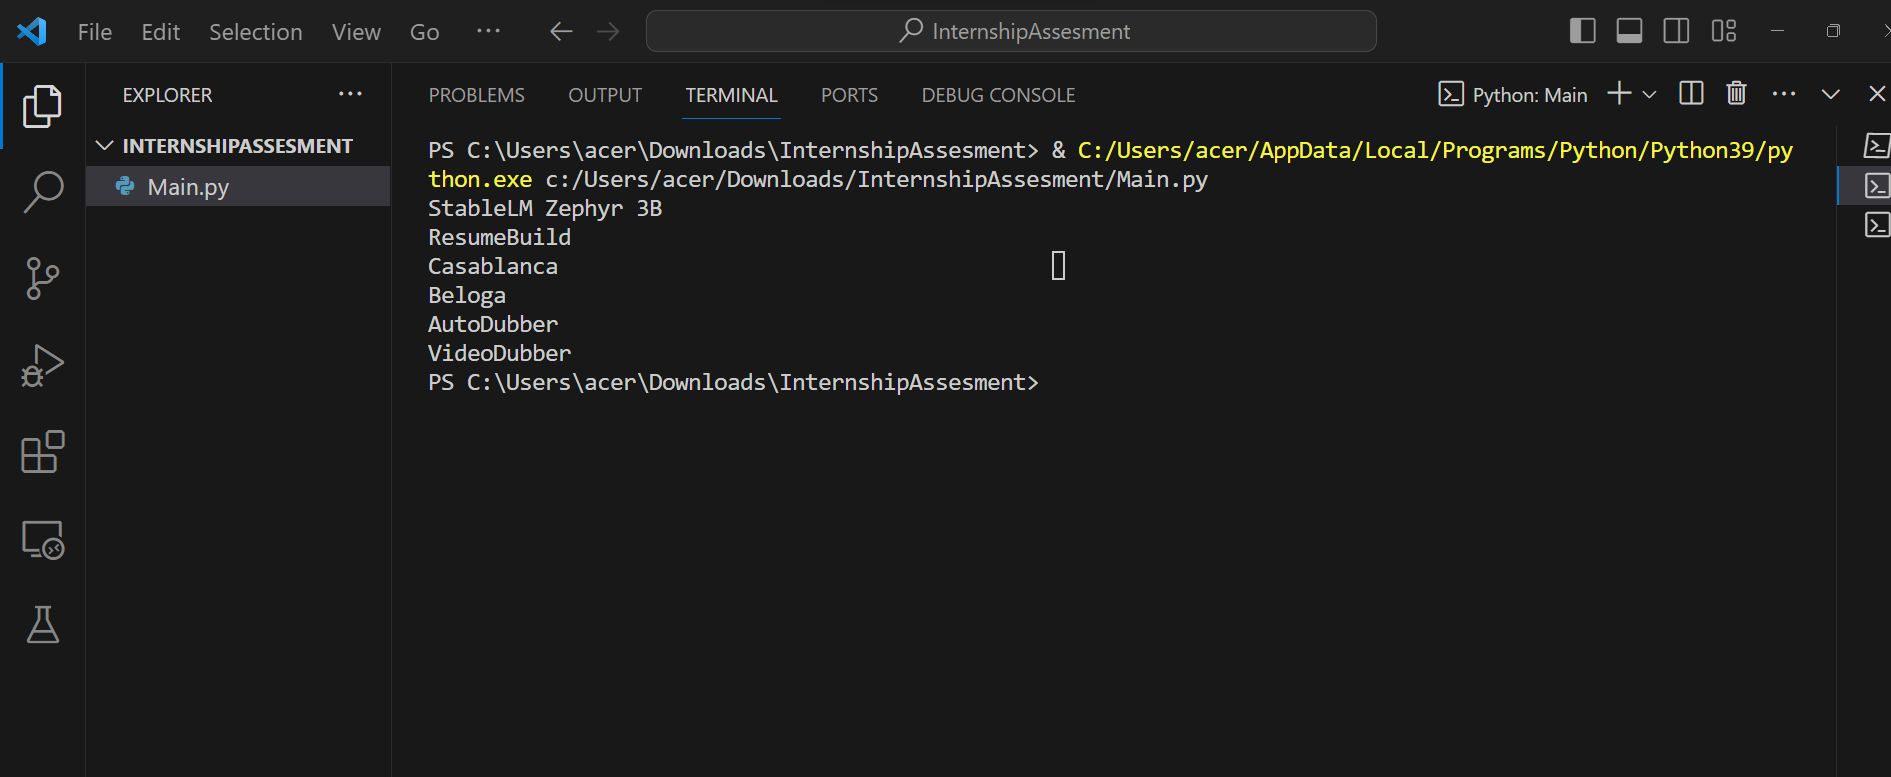 File Edit Selection View Go ··· InternshipAssesment
EXPLORER ···
INTERNSHIPASSESMENT
Main.py
PROBLEMS OUTPUT TERMINAL PORTS DEBUG CONSOLE Python: Main ···
PS C:\Users\acer\Downloads\InternshipAssesment> & C:/Users/acer/AppData/Local/Programs/Python/Python39/py
thon.exe c:/Users/acer/Downloads/InternshipAssesment/Main.py
StableLM Zephyr 3B
ResumeBuild
Casablanca
Beloga
AutoDubber
VideoDubber
PS C:\Users\acer\Downloads\InternshipAssesment>